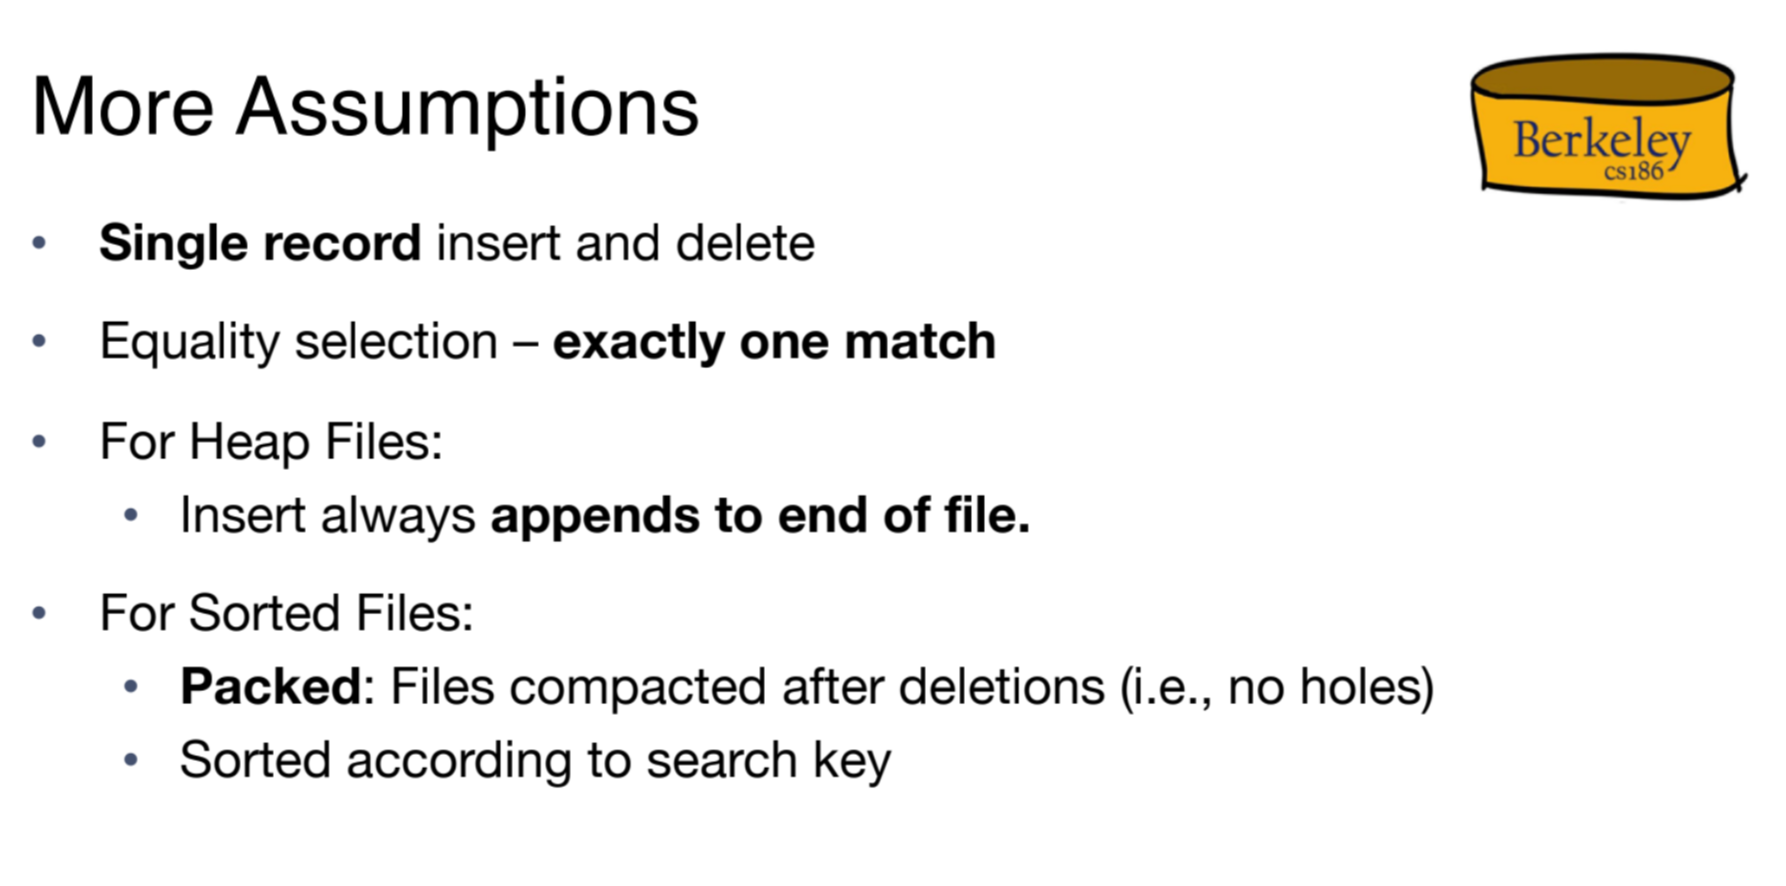 More Assumptions
Berkeley
cs186
• Single record insert and delete
• Equality selection – exactly one match
• For Heap Files:
• Insert always appends to end of file.
• For Sorted Files:
• Packed: Files compacted after deletions (i.e., no holes)
• Sorted according to search key